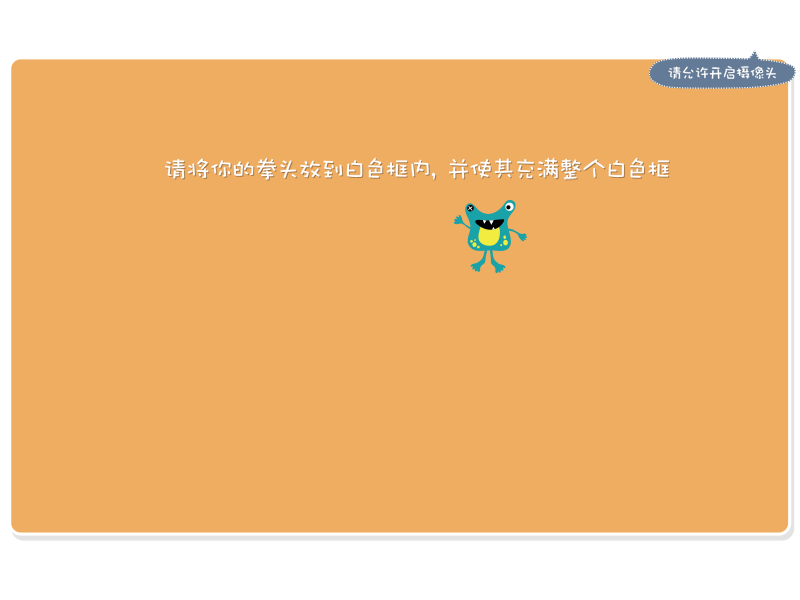 请允许开启摄像头
请将你的拳头放到白色框内, 并使其充满整个白色框